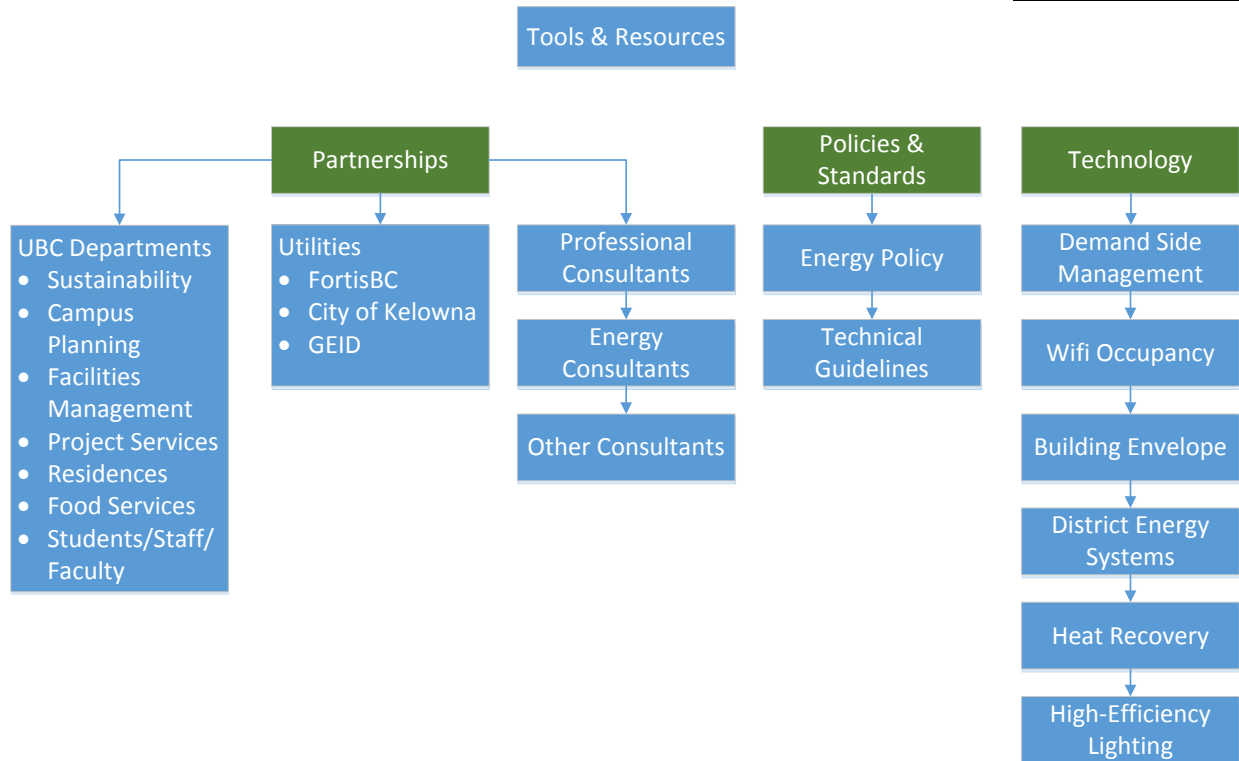 Tools & Resources
Partnerships
Policies &
Standards
Technology
UBC Departments
• Sustainability
• Campus
Planning
• Facilities
Management
• Project Services
• Residences
• Food Services
• Students/Staff/
Faculty
Utilities
• FortisBC
• City of Kelowna
• GEID
Professional
Consultants
Energy
Consultants
Other Consultants
Energy Policy
Technical
Guidelines
Demand Side
Management
Wifi Occupancy
Building Envelope
District Energy
Systems
Heat Recovery
High-Efficiency
Lighting